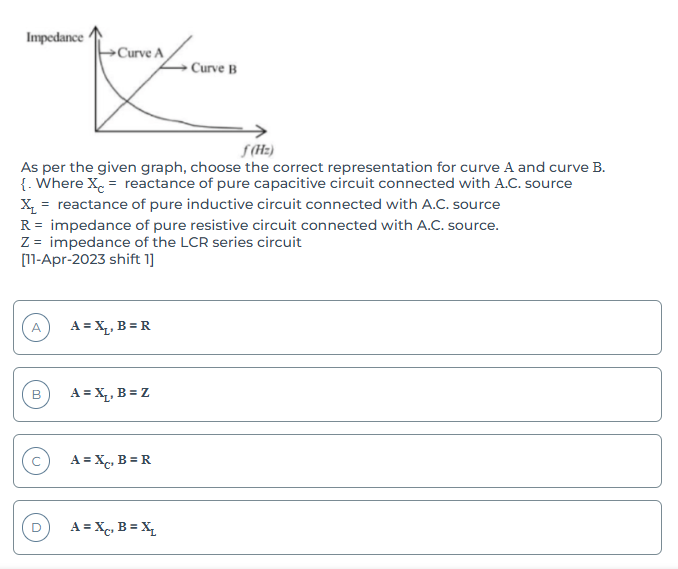 Impedance
Curve A
Curve B
f(Hz)
As per the given graph, choose the correct representation for curve A and curve B.
{. Where X_C = reactance of pure capacitive circuit connected with A.C. source
X_L = reactance of pure inductive circuit connected with A.C. source
R = impedance of pure resistive circuit connected with A.C. source.
Z = impedance of the LCR series circuit
[11-Apr-2023 shift 1]
A A = X_L, B = R
B A = X_L, B = Z
C A = X_C, B = R
D A = X_C, B = X_L